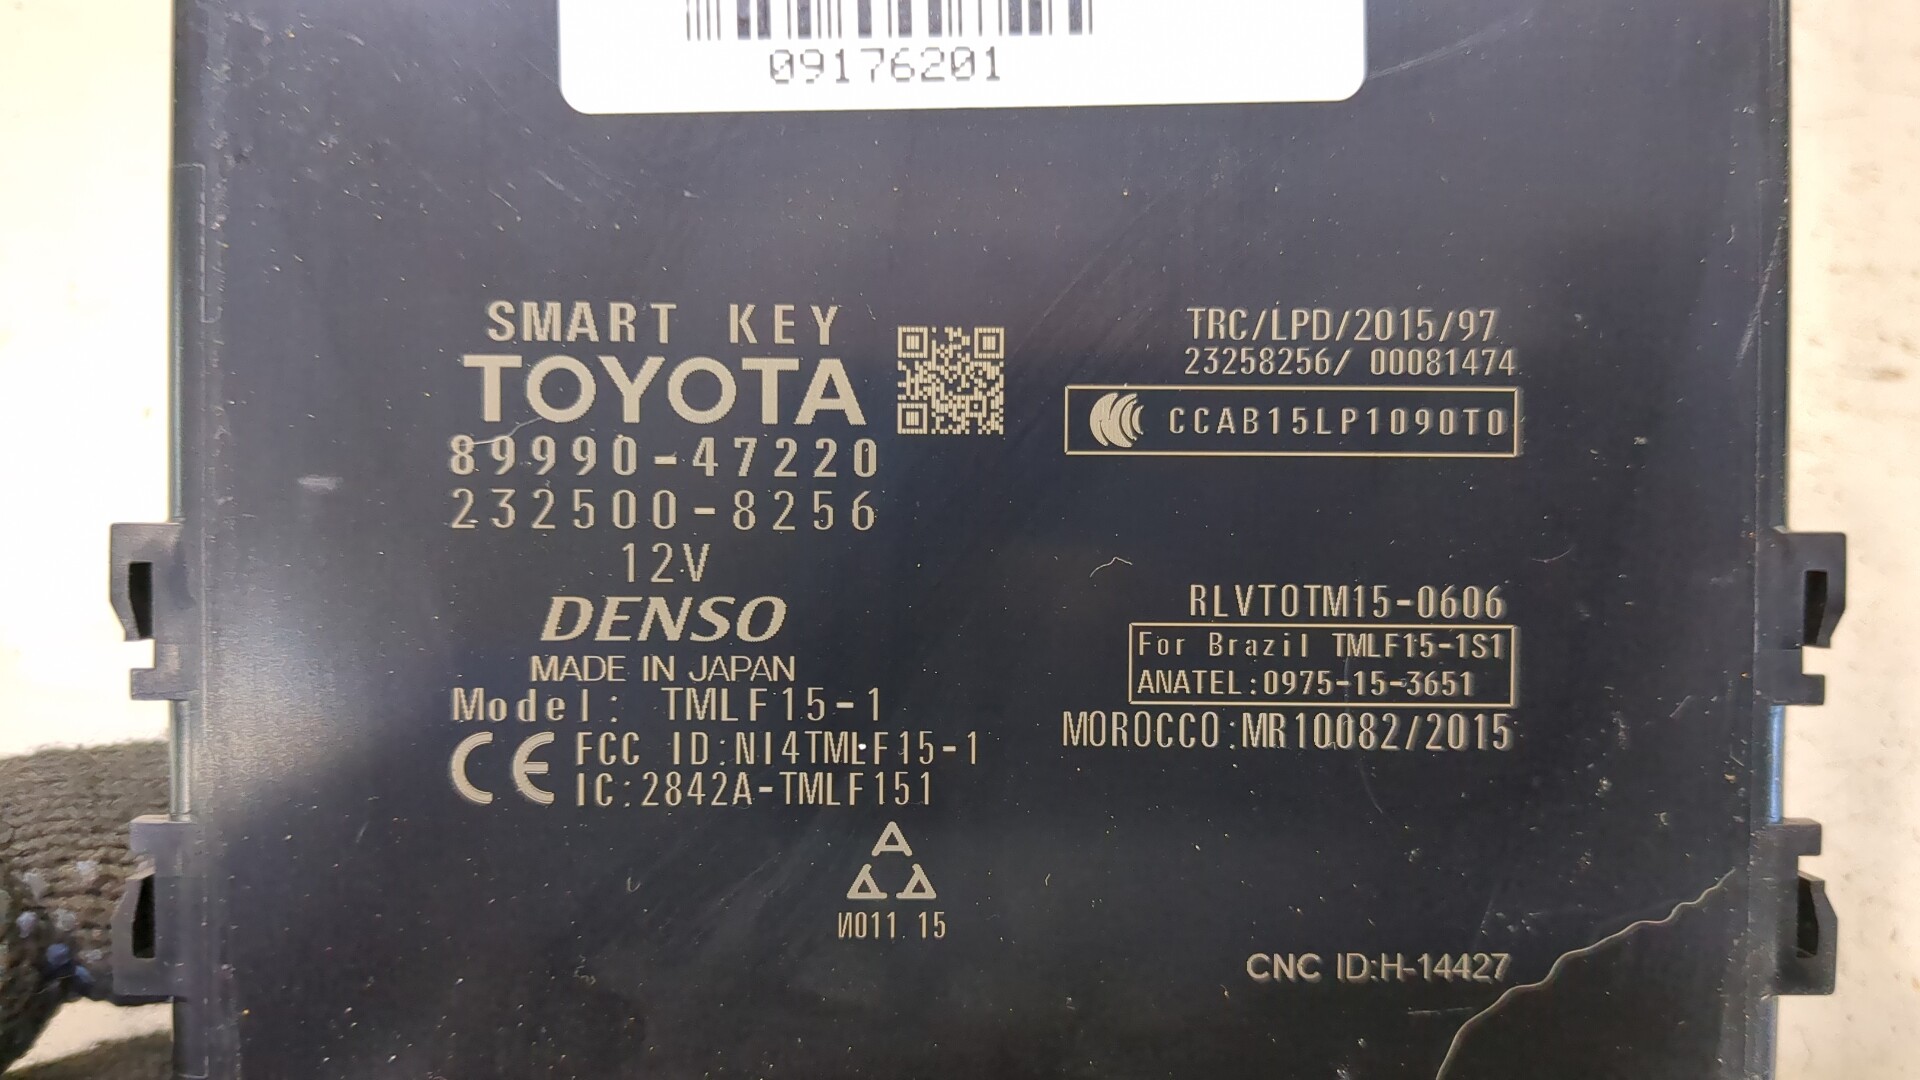 09176201
SMART KEY
TOYOTA
89990-47220
232500-8256
12V
DENSO
MADE IN JAPAN
Model: TMLF15-1
CE
FCC ID:NI4TMLF15-1
IC:2842A-TMLF151
И011 15
TRC/LPD/2015/97
23258256/ 00081474
CCAB15LP1090T0
RLVTOTM15-0606
For Brazil TMLF15-1S1
ANATEL:0975-15-3651
MOROCCO:MR10082/2015
CNC ID:H-14427